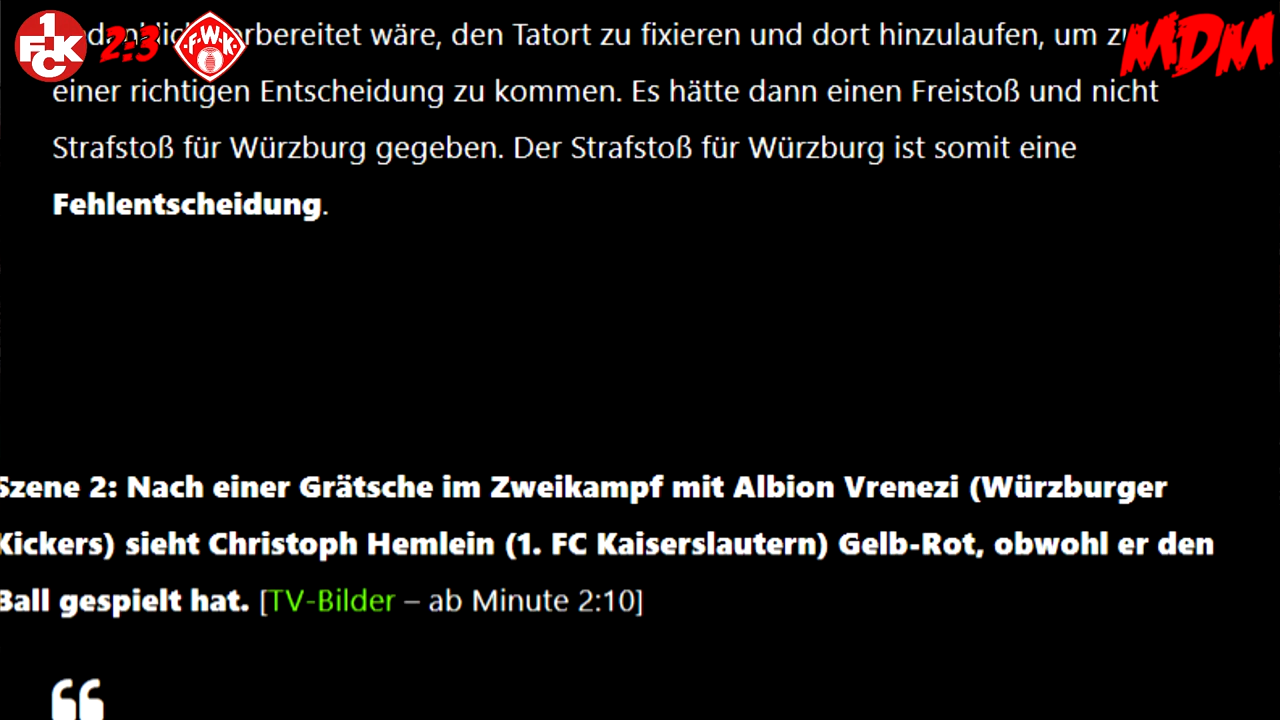 1 FCK 2:3 FWK MDM
wäre, den Tatort zu fixieren und dort hinzulaufen, um
einer richtigen Entscheidung zu kommen. Es hätte dann einen Freistoß und nicht
Strafstoß für Würzburg gegeben. Der Strafstoß für Würzburg ist somit eine
Fehlentscheidung.
Szene 2: Nach einer Grätsche im Zweikampf mit Albion Vrenezi (Würzburger
Kickers) sieht Christoph Hemlein (1. FC Kaiserslautern) Gelb-Rot, obwohl er den
Ball gespielt hat. [TV-Bilder – ab Minute 2:10]